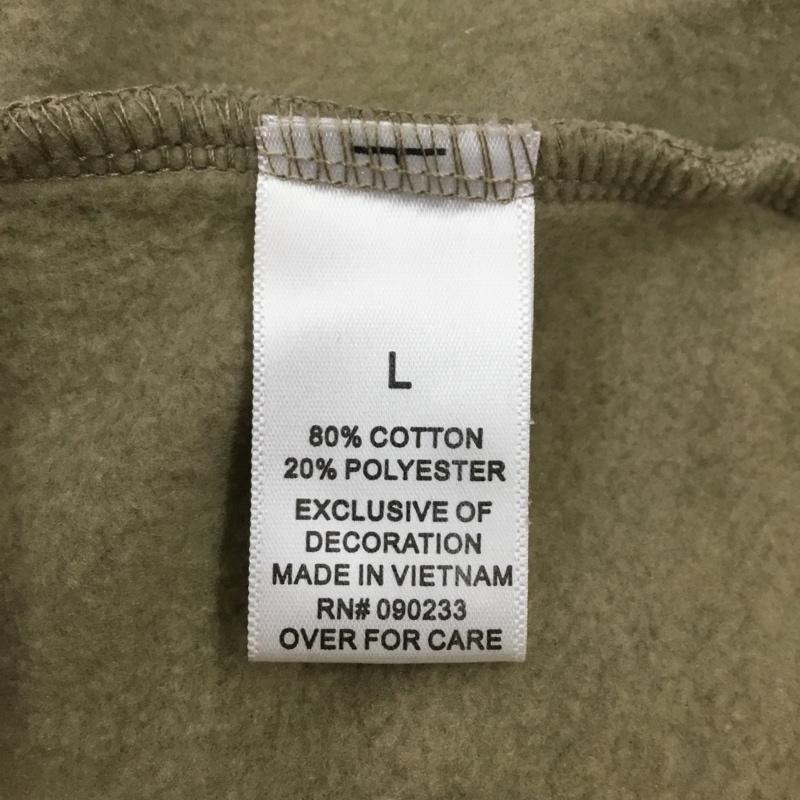 L
80% COTTON
20% POLYESTER
EXCLUSIVE OF
DECORATION
MADE IN VIETNAM
RN# 090233
OVER FOR CARE